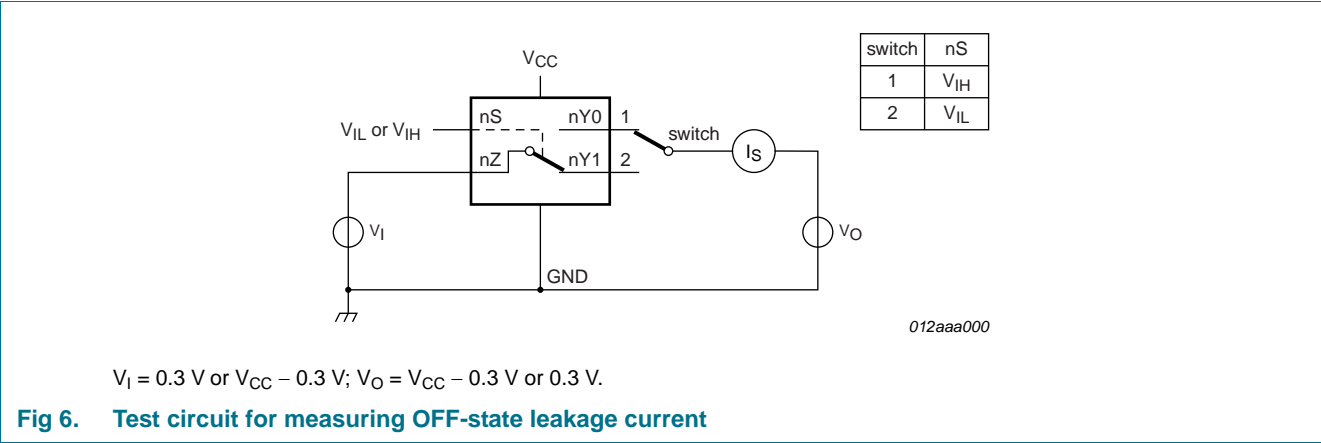 switch nS
1 VIH
2 VIL
VCC
nS nY0 1
VIL or VIH
switch
IS
nZ nY1 2
VI
VO
GND
012aaa000
VI = 0.3 V or VCC − 0.3 V; VO = VCC − 0.3 V or 0.3 V.
Fig 6. Test circuit for measuring OFF-state leakage current